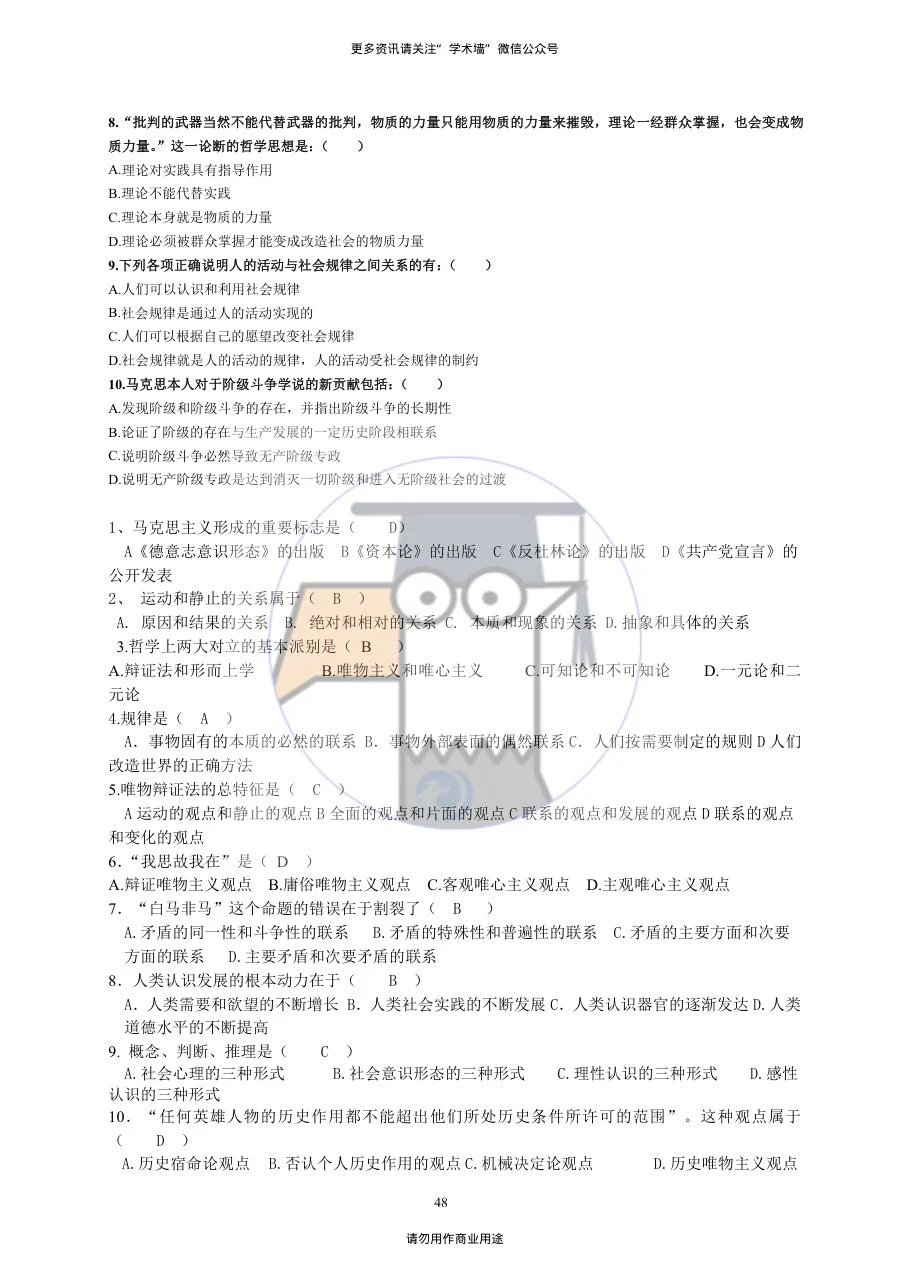 更多资讯请关注“学术墙”微信公众号
8.“批判的武器当然不能代替武器的批判，物质的力量只能用物质的力量来摧毁，理论一经群众掌握，也会变成物
质力量。”这一论断的哲学思想是：（ ）
A.理论对实践具有指导作用
B.理论不能代替实践
C.理论本身就是物质的力量
D.理论必须被群众掌握才能变成改造社会的物质力量
9.下列各项正确说明人的活动与社会规律之间关系的有：（ ）
A.人们可以认识和利用社会规律
B.社会规律是通过人的活动实现的
C.人们可以根据自己的愿望改变社会规律
D.社会规律就是人的活动的规律，人的活动受社会规律的制约
10.马克思本人对于阶级斗争学说的新贡献包括：（ ）
A.发现阶级和阶级斗争的存在，并指出阶级斗争的长期性
B.论证了阶级的存在与生产发展的一定历史阶段相联系
C.说明阶级斗争必然导致无产阶级专政
D.说明无产阶级专政是达到消灭一切阶级和进入无阶级社会的过渡
1、马克思主义形成的重要标志是（ D）
A《德意志意识形态》的出版 B《资本论》的出版 C《反杜林论》的出版 D《共产党宣言》的
公开发表
2、 运动和静止的关系属于（ B ）
A. 原因和结果的关系 B. 绝对和相对的关系 C. 本质和现象的关系 D.抽象和具体的关系
3.哲学上两大对立的基本派别是（ B ）
A.辩证法和形而上学 B.唯物主义和唯心主义 C.可知论和不可知论 D.一元论和二
元论
4.规律是（ A ）
A．事物固有的本质的必然的联系 B．事物外部表面的偶然联系 C．人们按需要制定的规则 D 人们
改造世界的正确方法
5.唯物辩证法的总特征是（ C ）
A 运动的观点和静止的观点 B 全面的观点和片面的观点 C 联系的观点和发展的观点 D 联系的观点
和变化的观点
6．“我思故我在”是（ D ）
A.辩证唯物主义观点 B.庸俗唯物主义观点 C.客观唯心主义观点 D.主观唯心主义观点
7．“白马非马”这个命题的错误在于割裂了（ B ）
A.矛盾的同一性和斗争性的联系 B.矛盾的特殊性和普遍性的联系 C.矛盾的主要方面和次要
方面的联系 D.主要矛盾和次要矛盾的联系
8．人类认识发展的根本动力在于（ B ）
A．人类需要和欲望的不断增长 B．人类社会实践的不断发展 C．人类认识器官的逐渐发达 D.人类
道德水平的不断提高
9. 概念、判断、推理是（ C ）
A.社会心理的三种形式 B.社会意识形态的三种形式 C.理性认识的三种形式 D.感性
认识的三种形式
10．“任何英雄人物的历史作用都不能超出他们所处历史条件所许可的范围”。这种观点属于
（ D ）
A.历史宿命论观点 B.否认个人历史作用的观点 C.机械决定论观点 D.历史唯物主义观点
48
请勿用作商业用途